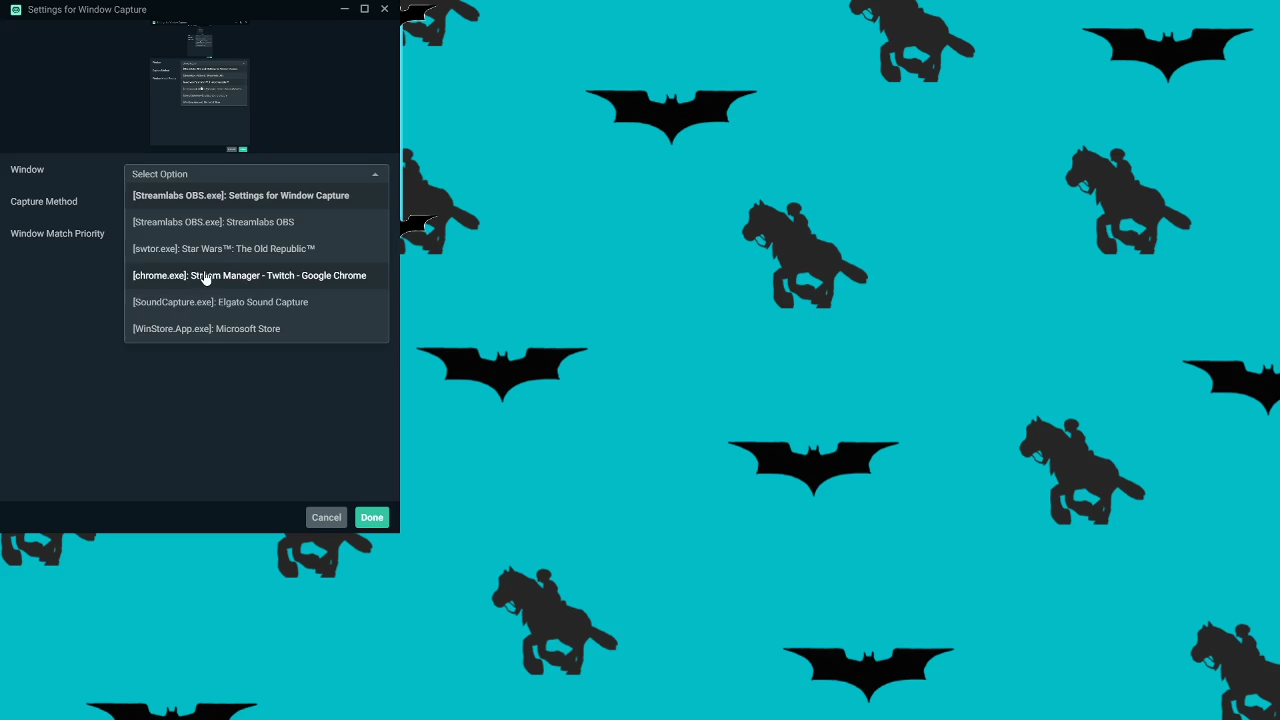 Settings for Window Capture
Window
Select Option
[Streamlabs OBS.exe]: Settings for Window Capture
Capture Method
[Streamlabs OBS.exe]: Streamlabs OBS
Window Match Priority
[swtor.exe]: Star Wars™: The Old Republic™
[chrome.exe]: Stream Manager - Twitch - Google Chrome
[SoundCapture.exe]: Elgato Sound Capture
[WinStore.App.exe]: Microsoft Store
Cancel
Done